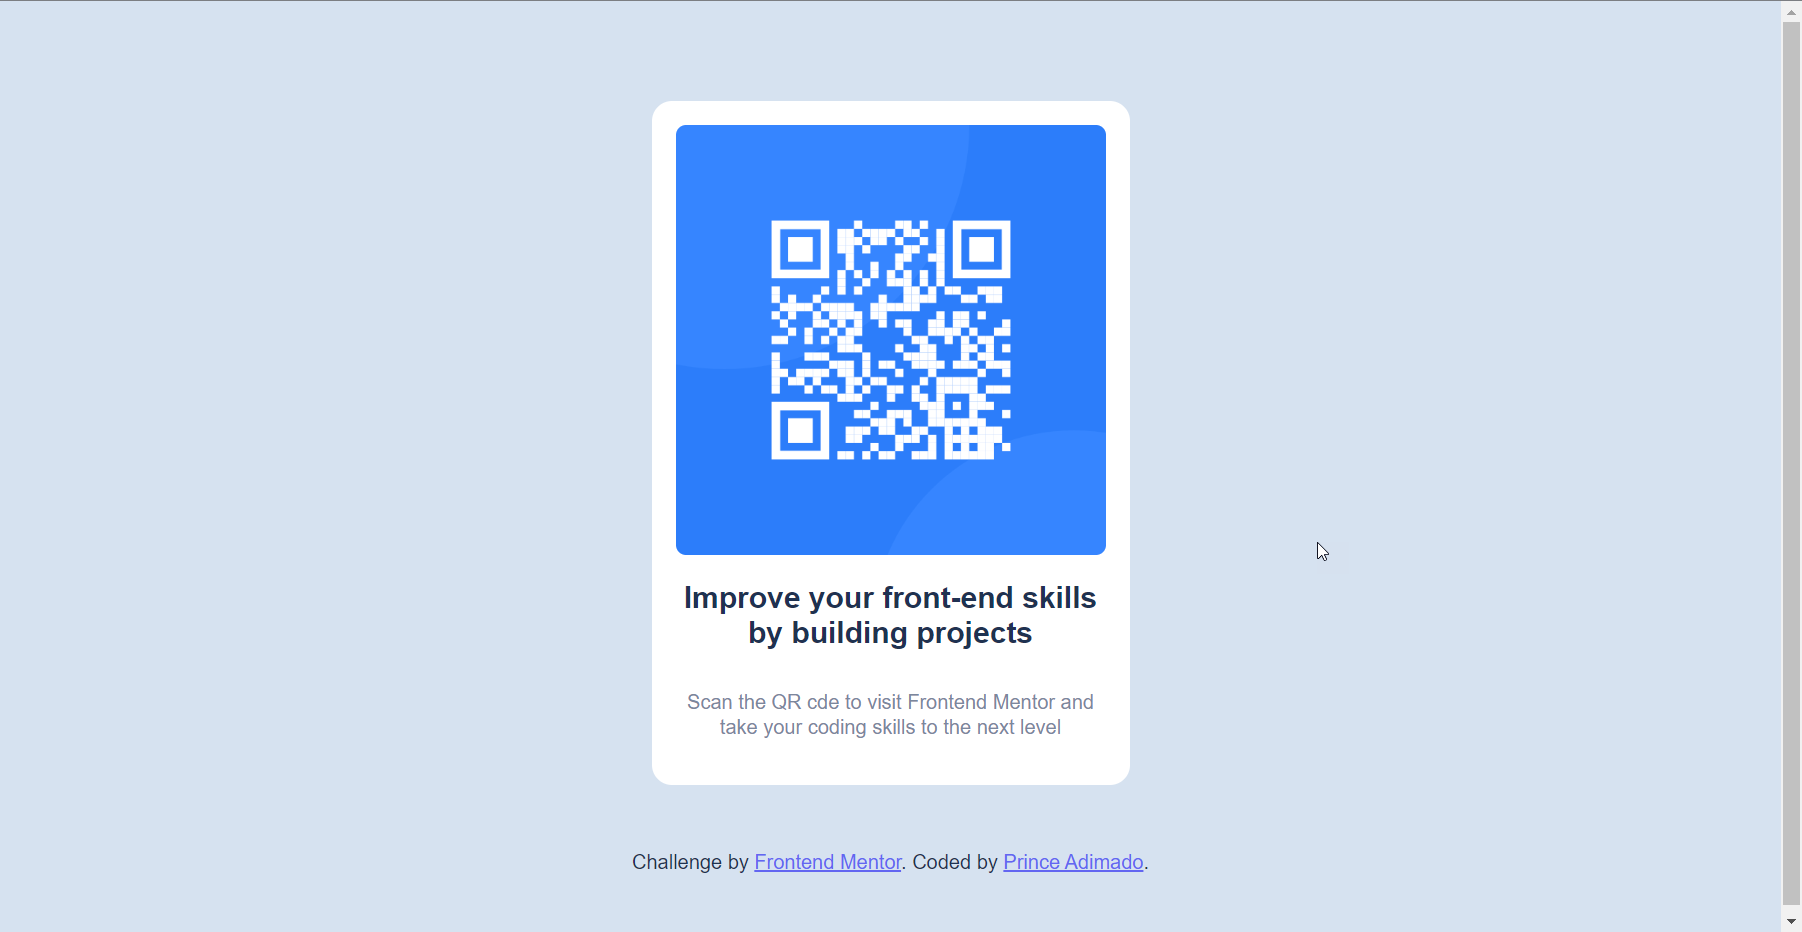 Improve your front-end skills
by building projects
Scan the QR cde to visit Frontend Mentor and
take your coding skills to the next level
Challenge by Frontend Mentor. Coded by Prince Adimado.